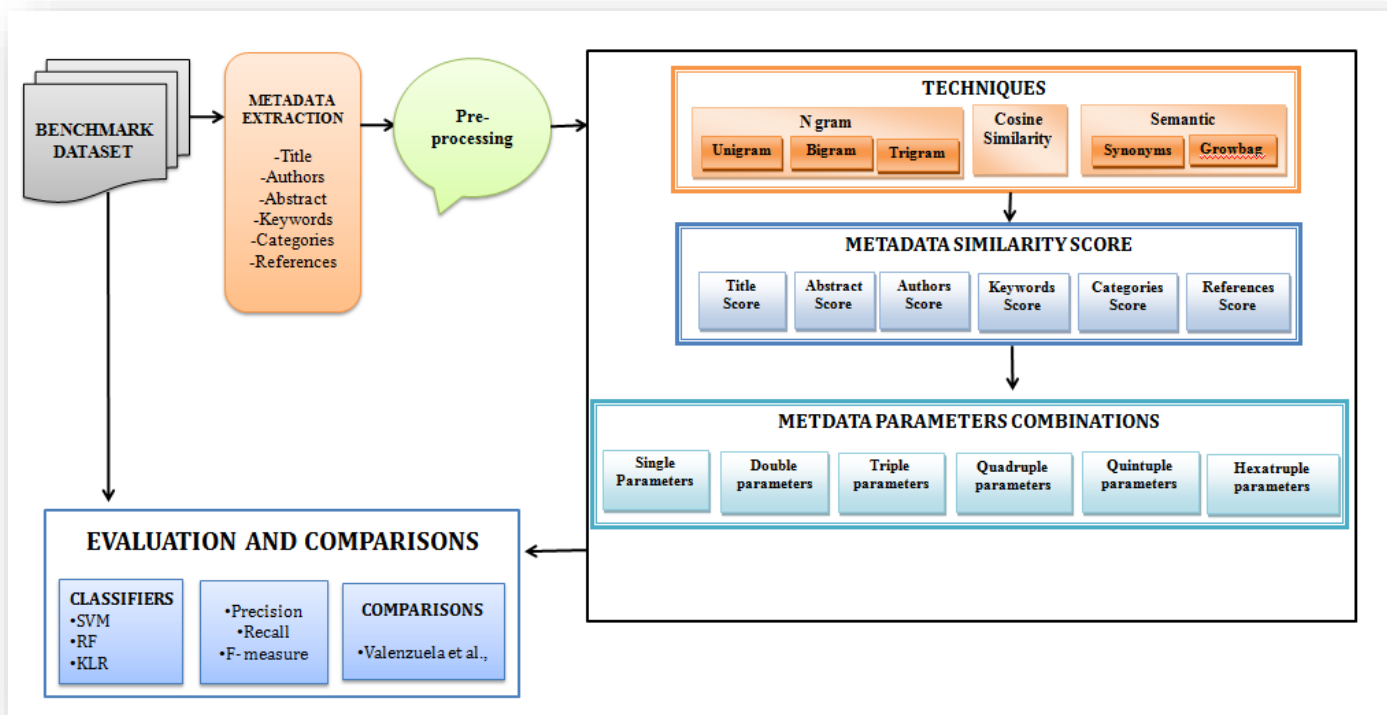 BENCHMARK
DATASET
METADATA
EXTRACTION
-Title
-Authors
-Abstract
-Keywords
-Categories
-References
Pre-
processing
TECHNIQUES
N gram
Unigram
Bigram
Trigram
Cosine
Similarity
Semantic
Synonyms
Growbag
METADATA SIMILARITY SCORE
Title
Score
Abstract
Score
Authors
Score
Keywords
Score
Categories
Score
References
Score
METDATA PARAMETERS COMBINATIONS
Single
Parameters
Double
parameters
Triple
parameters
Quadruple
parameters
Quintuple
parameters
Hexatruple
parameters
EVALUATION AND COMPARISONS
CLASSIFIERS
•SVM
•RF
•KLR
•Precision
•Recall
•F- measure
COMPARISONS
•Valenzuela et al.,